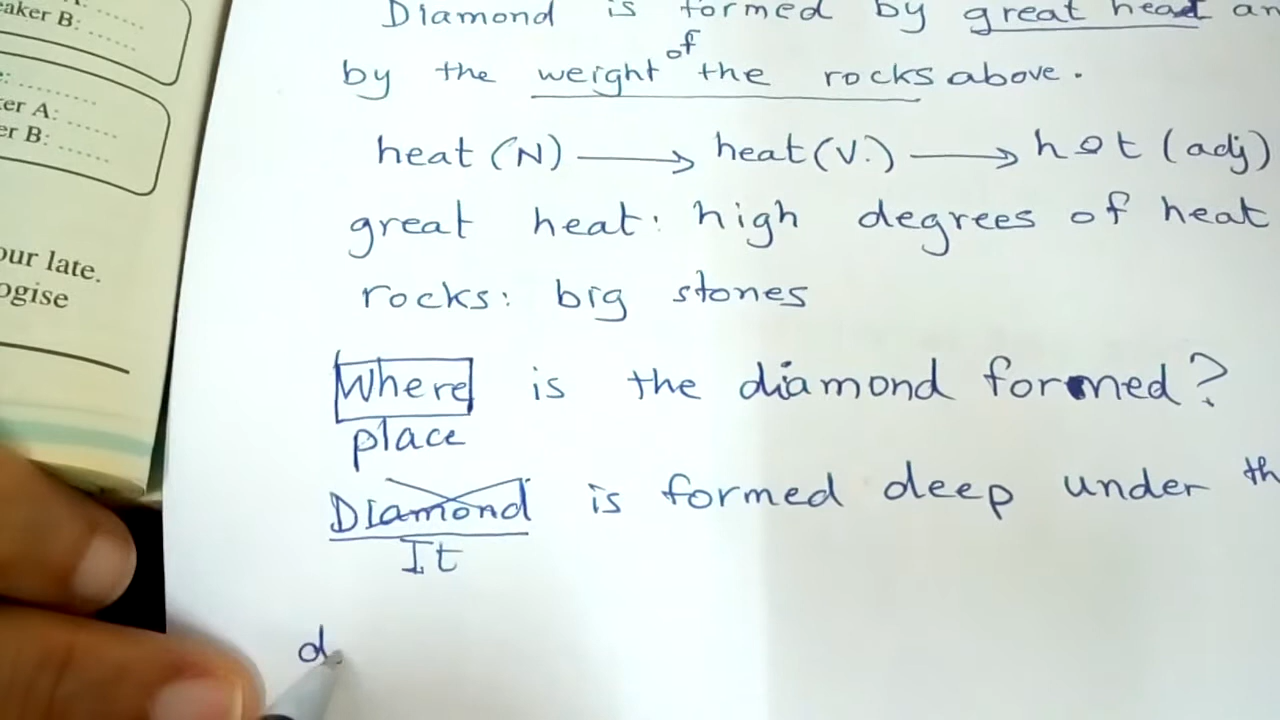 aker B: ......
er A: ......
er B: ......
our late.
ogise
Diamond is formed by great heat an
by the weight of the rocks above.
heat (N) → heat (V.) → hot (adj)
great heat: high degrees of heat
rocks: big stones
Where is the diamond formed?
place
Diamond is formed deep under th
It
d